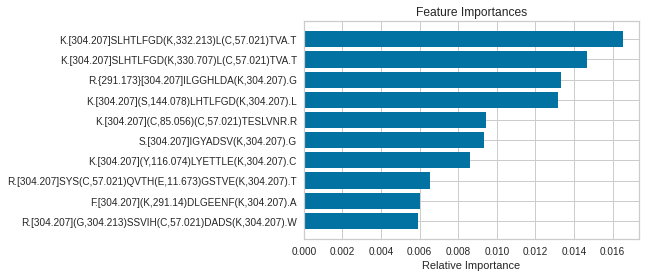 Feature Importances
K.[304.207]SLHTLFGD(K,332.213)L(C,57.021)TVA.T
K.[304.207]SLHTLFGD(K,330.707)L(C,57.021)TVA.T
R.{291.173}[304.207]ILGGHLDA(K,304.207).G
K.[304.207](S,144.078)LHTLFGD(K,304.207).L
K.[304.207](C,85.056)(C,57.021)TESLVNR.R
S.[304.207]IGYADSV(K,304.207).G
K.[304.207](Y,116.074)LYETTLE(K,304.207).C
R.[304.207]SYS(C,57.021)QVTH(E,11.673)GSTVE(K,304.207).T
F.[304.207](K,291.14)DLGEENF(K,304.207).A
R.[304.207](G,304.213)SSVIH(C,57.021)DADS(K,304.207).W
0.000 0.002 0.004 0.006 0.008 0.010 0.012 0.014 0.016
Relative Importance